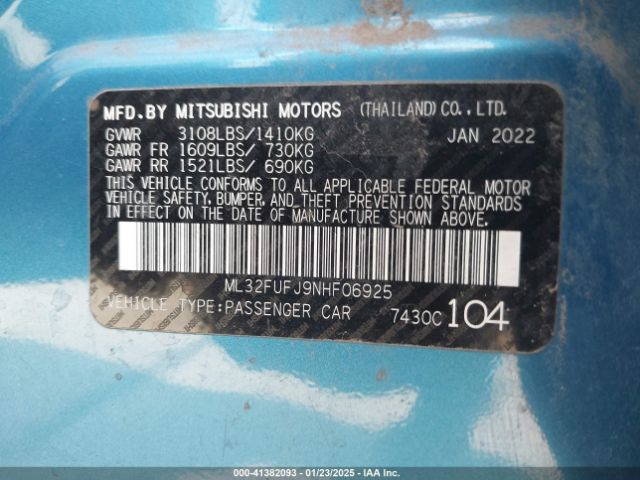 MFD.BY MITSUBISHI MOTORS (THAILAND) CO., LTD.
GVWR 3108LBS/1410KG JAN 2022
GAWR FR 1609LBS/ 730KG
GAWR RR 1521LBS/ 690KG
THIS VEHICLE CONFORMS TO ALL APPLICABLE FEDERAL MOTOR
VEHICLE SAFETY, BUMPER, AND THEFT PREVENTION STANDARDS
IN EFFECT ON THE DATE OF MANUFACTURE SHOWN ABOVE.
ML32FUFJ9NHF06925
VEHICLE TYPE:PASSENGER CAR 7430C 104
000-41382093 - 01/23/2025 - IAA Inc.